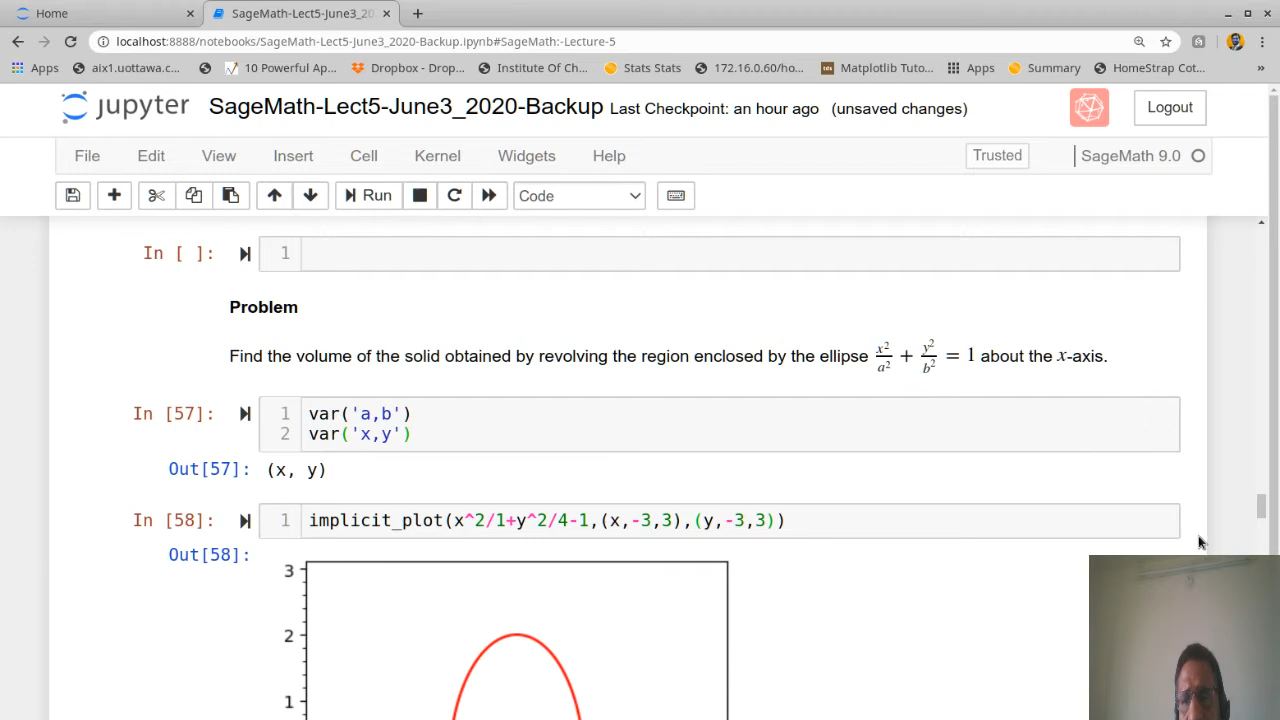 Home
SageMath-Lect5-June3_20
localhost:8888/notebooks/SageMath-Lect5-June3_2020-Backup.ipynb#SageMath:-Lecture-5
Apps aix1.uottawa.c... 10 Powerful Ap... Dropbox - Drop... Institute Of Ch... Stats Stats 172.16.0.60/ho... Matplotlib Tuto... Apps Summary HomeStrap Cot... »
jupyter SageMath-Lect5-June3_2020-Backup Last Checkpoint: an hour ago (unsaved changes) Logout
File Edit View Insert Cell Kernel Widgets Help Trusted SageMath 9.0
Run Code
In [ ]: 1
Problem
Find the volume of the solid obtained by revolving the region enclosed by the ellipse x²/a² + y²/b² = 1 about the x-axis.
In [57]: 1 var('a,b')
2 var('x,y')
Out[57]: (x, y)
In [58]: 1 implicit_plot(x^2/1+y^2/4-1,(x,-3,3),(y,-3,3))
Out[58]:
3
2
1